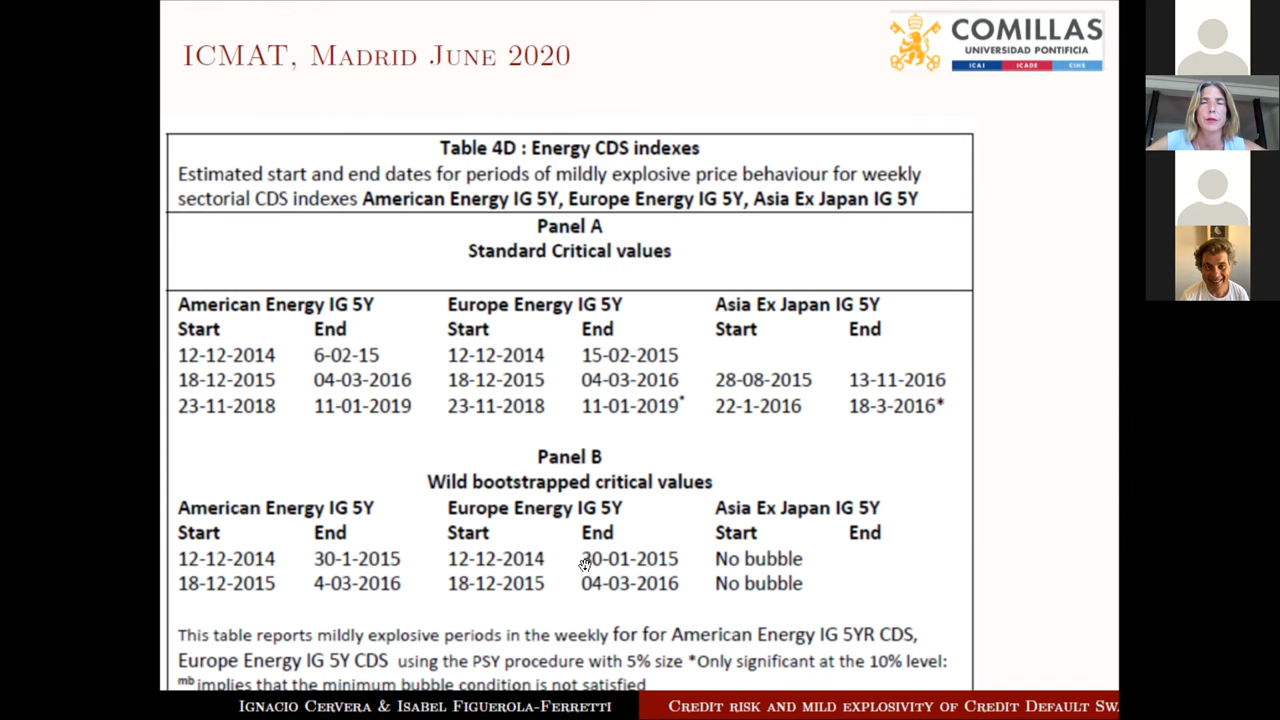 ICMAT, Madrid June 2020
COMILLAS
UNIVERSIDAD PONTIFICIA
ICAI ICADE CIHS
Table 4D : Energy CDS indexes
Estimated start and end dates for periods of mildly explosive price behaviour for weekly
sectorial CDS indexes American Energy IG 5Y, Europe Energy IG 5Y, Asia Ex Japan IG 5Y
Panel A
Standard Critical values
American Energy IG 5Y Europe Energy IG 5Y Asia Ex Japan IG 5Y
Start End Start End Start End
12-12-2014 6-02-15 12-12-2014 15-02-2015
18-12-2015 04-03-2016 18-12-2015 04-03-2016 28-08-2015 13-11-2016
23-11-2018 11-01-2019 23-11-2018 11-01-2019* 22-1-2016 18-3-2016*
Panel B
Wild bootstrapped critical values
American Energy IG 5Y Europe Energy IG 5Y Asia Ex Japan IG 5Y
Start End Start End Start End
12-12-2014 30-1-2015 12-12-2014 30-01-2015 No bubble
18-12-2015 4-03-2016 18-12-2015 04-03-2016 No bubble
This table reports mildly explosive periods in the weekly for for American Energy IG 5YR CDS,
Europe Energy IG 5Y CDS using the PSY procedure with 5% size *Only significant at the 10% level:
mb implies that the minimum bubble condition is not satisfied
Ignacio Cervera & Isabel Figuerola-Ferretti Credit risk and mild explosivity of Credit Default Sw